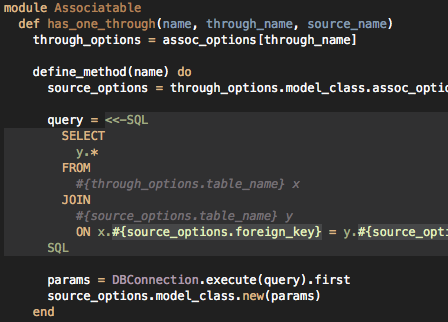 module Associatable
  def has_one_through(name, through_name, source_name)
    through_options = assoc_options[through_name]

    define_method(name) do
      source_options = through_options.model_class.assoc_optio

      query = <<-SQL
        SELECT
          y.*
        FROM
          #{through_options.table_name} x
        JOIN
          #{source_options.table_name} y
          ON x.#{source_options.foreign_key} = y.#{source_opti
      SQL

      params = DBConnection.execute(query).first
      source_options.model_class.new(params)
    end